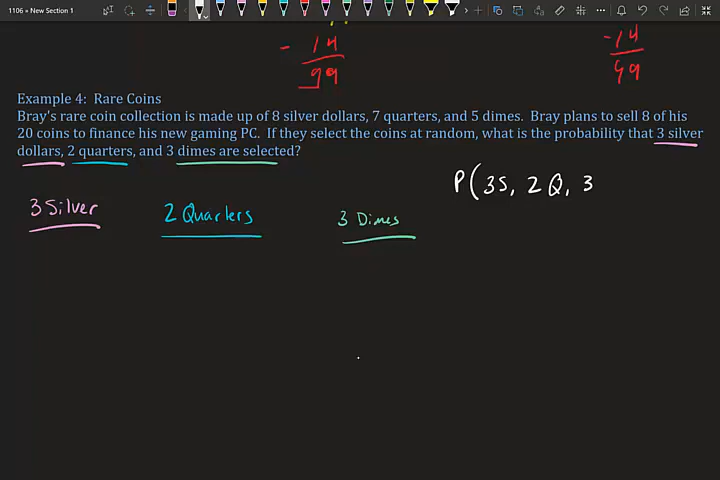 1106 » New Section 1
- 14
99
-14
49
Example 4: Rare Coins
Bray's rare coin collection is made up of 8 silver dollars, 7 quarters, and 5 dimes. Bray plans to sell 8 of his
20 coins to finance his new gaming PC. If they select the coins at random, what is the probability that 3 silver
dollars, 2 quarters, and 3 dimes are selected?
P(3S, 2Q, 3
3 Silver
2 Quarters
3 Dimes